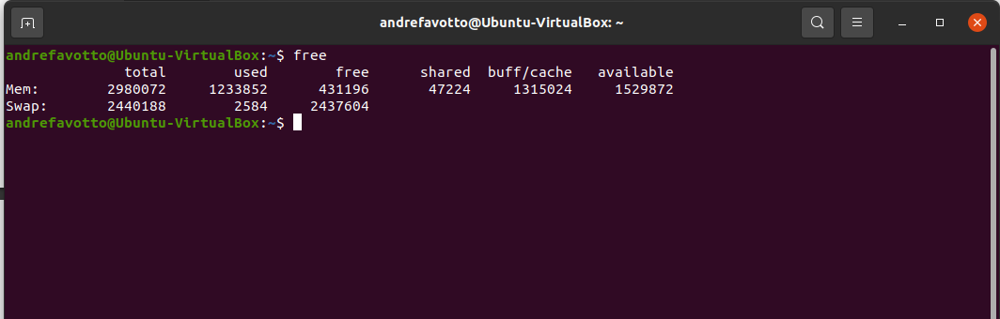 andrefavotto@Ubuntu-VirtualBox: ~
andrefavotto@Ubuntu-VirtualBox:~$ free
              total        used        free      shared  buff/cache   available
Mem:        2980072     1233852      431196       47224     1315024     1529872
Swap:       2440188        2584     2437604
andrefavotto@Ubuntu-VirtualBox:~$